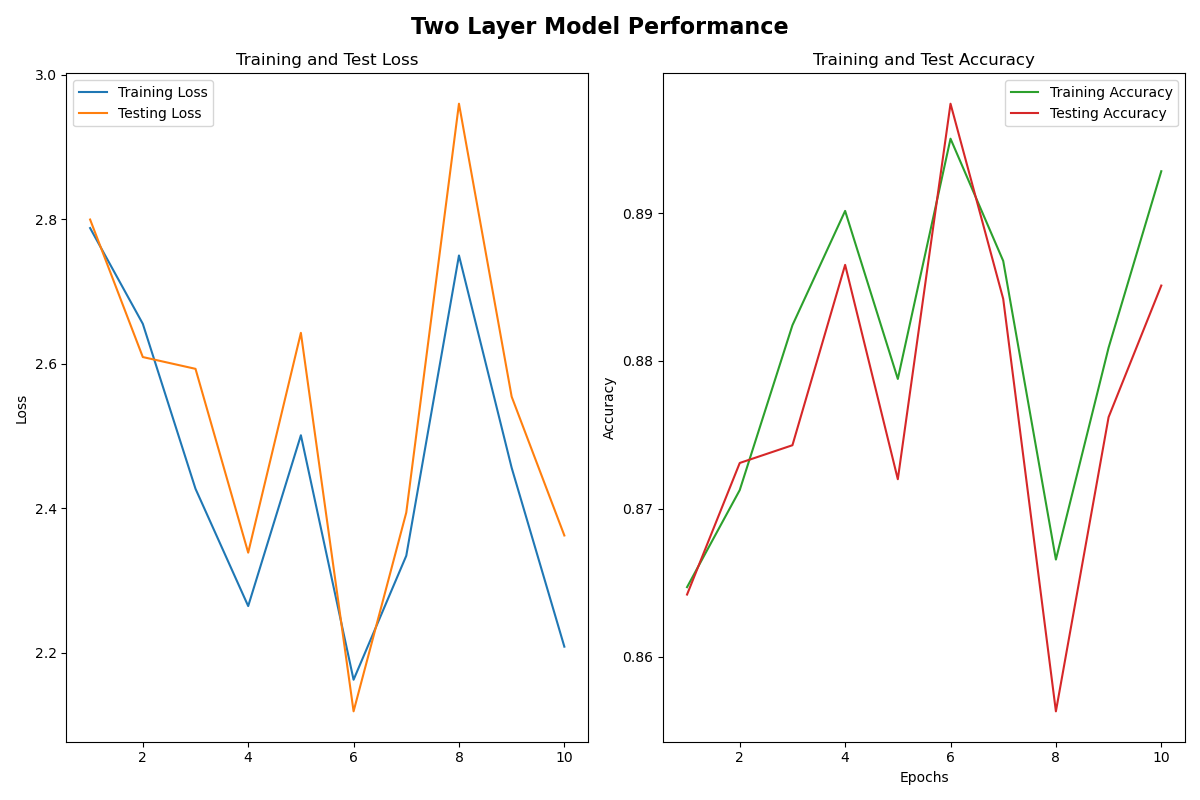 Two Layer Model Performance
Training and Test Loss
Training Loss
Testing Loss
3.0
2.8
2.6
2.4
2.2
Loss
2
4
6
8
10
Training and Test Accuracy
Training Accuracy
Testing Accuracy
0.89
0.88
0.87
0.86
Accuracy
2
4
6
8
10
Epochs